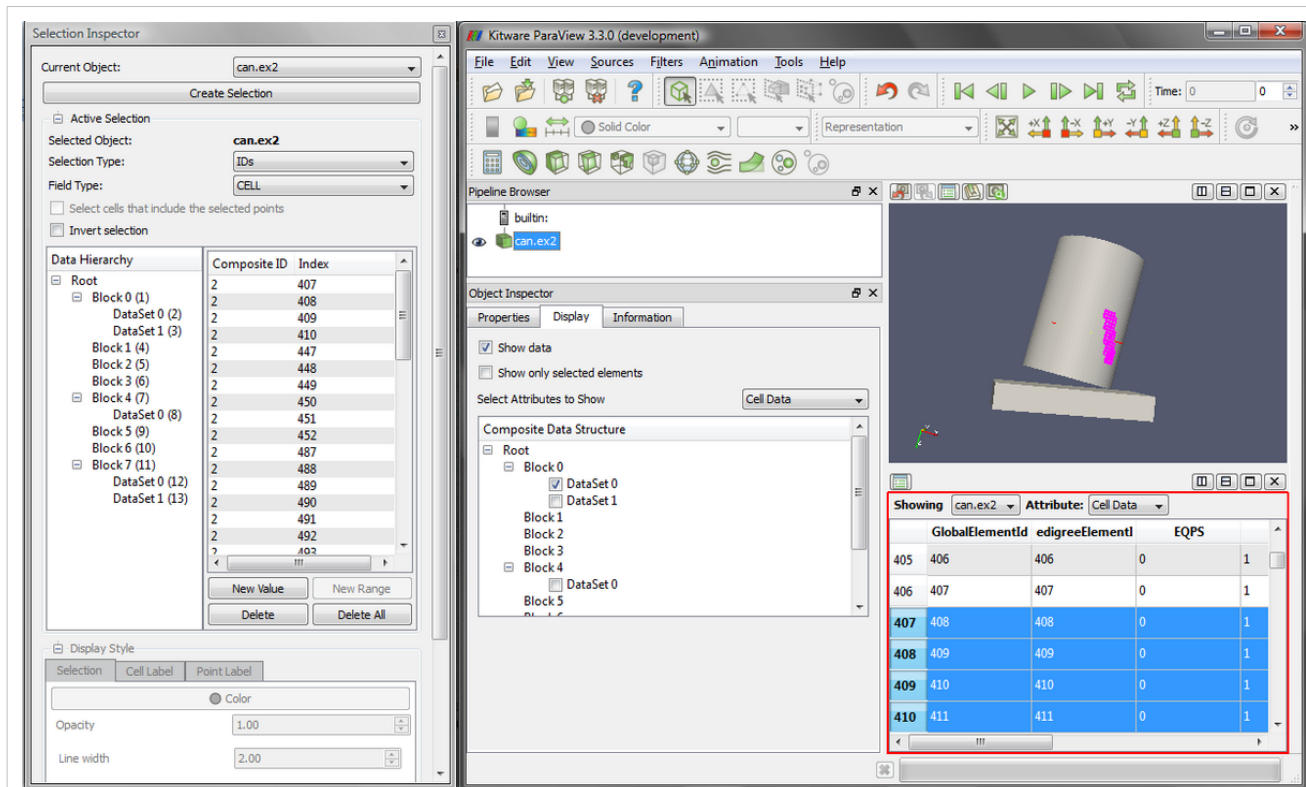 Selection Inspector
Current Object: can.ex2
Create Selection
Active Selection
Selected Object: can.ex2
Selection Type: IDs
Field Type: CELL
Select cells that include the selected points
Invert selection
Data Hierarchy
Root
Block 0 (1)
DataSet 0 (2)
DataSet 1 (3)
Block 1 (4)
Block 2 (5)
Block 3 (6)
Block 4 (7)
DataSet 0 (8)
Block 5 (9)
Block 6 (10)
Block 7 (11)
DataSet 0 (12)
DataSet 1 (13)
Composite ID Index
2 407
2 408
2 409
2 410
2 447
2 448
2 449
2 450
2 451
2 452
2 487
2 488
2 489
2 490
2 491
2 492
2 493
New Value New Range
Delete Delete All
Display Style
Selection Cell Label Point Label
Color
Opacity 1.00
Line width 2.00
Kitware ParaView 3.3.0 (development)
File Edit View Sources Filters Animation Tools Help
Time: 0 0
Solid Color Representation
+X -X +Y -Y +Z -Z
Pipeline Browser
builtin:
can.ex2
Object Inspector
Properties Display Information
Show data
Show only selected elements
Select Attributes to Show Cell Data
Composite Data Structure
Root
Block 0
DataSet 0
DataSet 1
Block 1
Block 2
Block 3
Block 4
DataSet 0
Block 5
Showing can.ex2 Attribute: Cell Data
GlobalElementId edigreeElementI EQPS
405 406 406 0 1
406 407 407 0 1
407 408 408 0 1
408 409 409 0 1
409 410 410 0 1
410 411 411 0 1